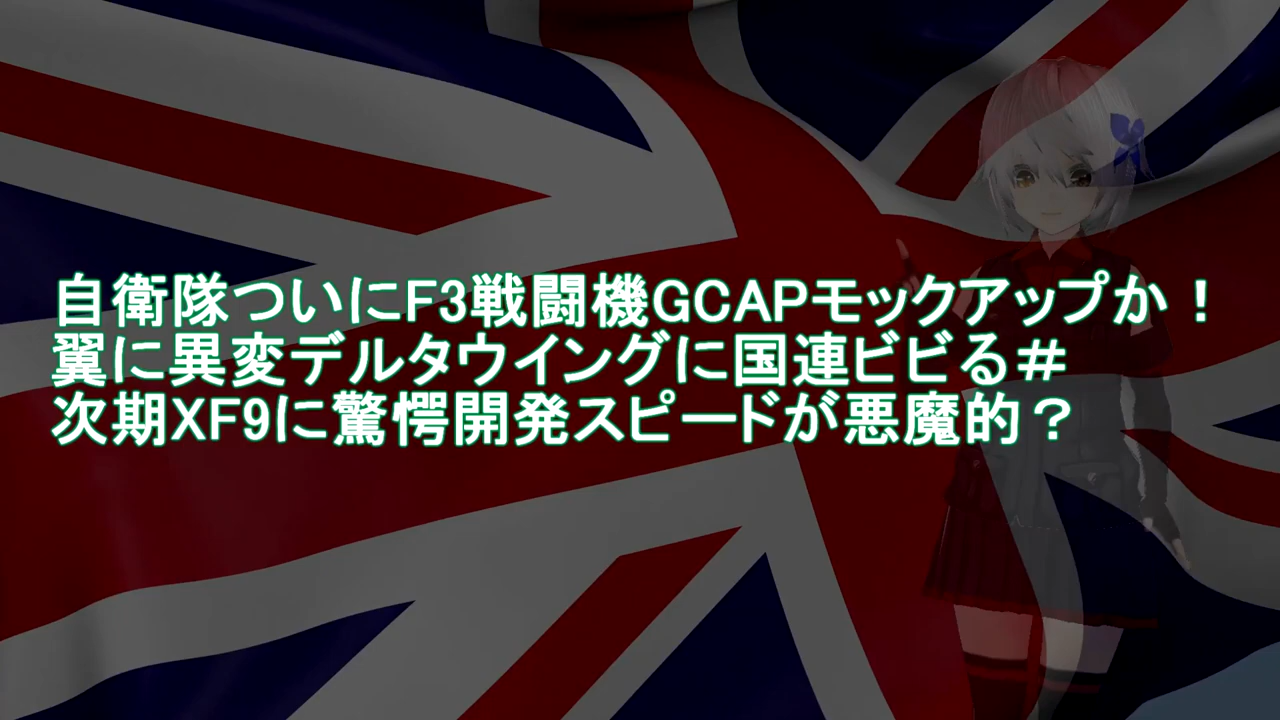 自衛隊ついにF3戦闘機GCAPモックアップか！
翼に異変デルタウイングに国連ビビる＃
次期XF9に驚愕開発スピードが悪魔的？